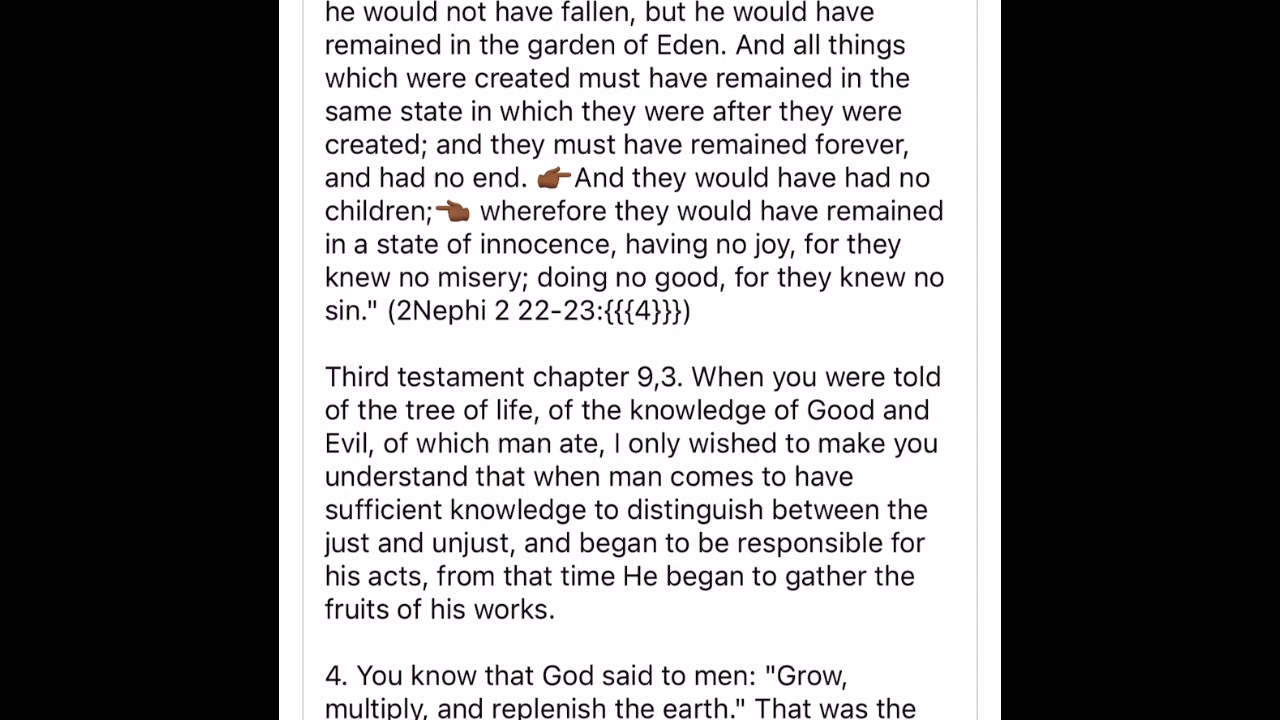 he would not have fallen, but he would have
remained in the garden of Eden. And all things
which were created must have remained in the
same state in which they were after they were
created; and they must have remained forever,
and had no end. 👉🏾And they would have had no
children;👈🏾 wherefore they would have remained
in a state of innocence, having no joy, for they
knew no misery; doing no good, for they knew no
sin." (2Nephi 2 22-23:{{{4}}})
Third testament chapter 9,3. When you were told
of the tree of life, of the knowledge of Good and
Evil, of which man ate, I only wished to make you
understand that when man comes to have
sufficient knowledge to distinguish between the
just and unjust, and began to be responsible for
his acts, from that time He began to gather the
fruits of his works.
4. You know that God said to men: "Grow,
multiply, and replenish the earth." That was the